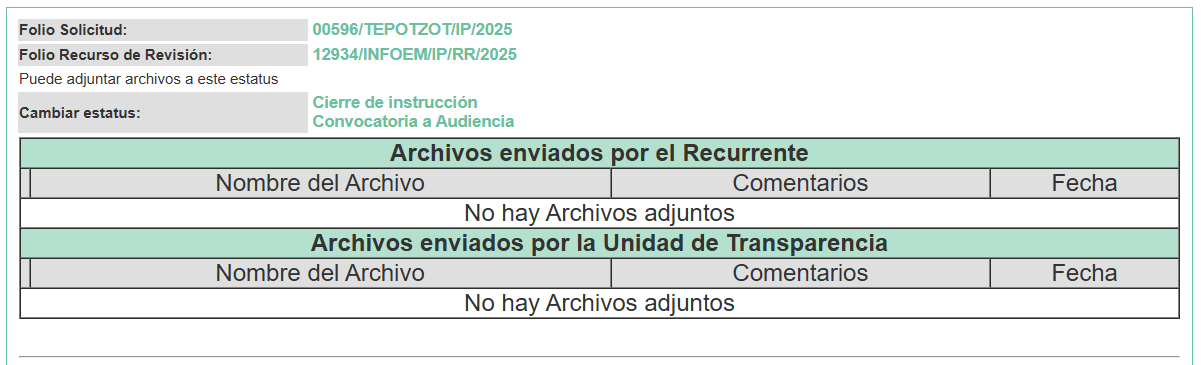 Folio Solicitud: 00596/TEPOTZOT/IP/2025
Folio Recurso de Revisión: 12934/INFOEM/IP/RR/2025
Puede adjuntar archivos a este estatus
Cambiar estatus: Cierre de instrucción
Convocatoria a Audiencia
Archivos enviados por el Recurrente
Nombre del Archivo Comentarios Fecha
No hay Archivos adjuntos
Archivos enviados por la Unidad de Transparencia
Nombre del Archivo Comentarios Fecha
No hay Archivos adjuntos